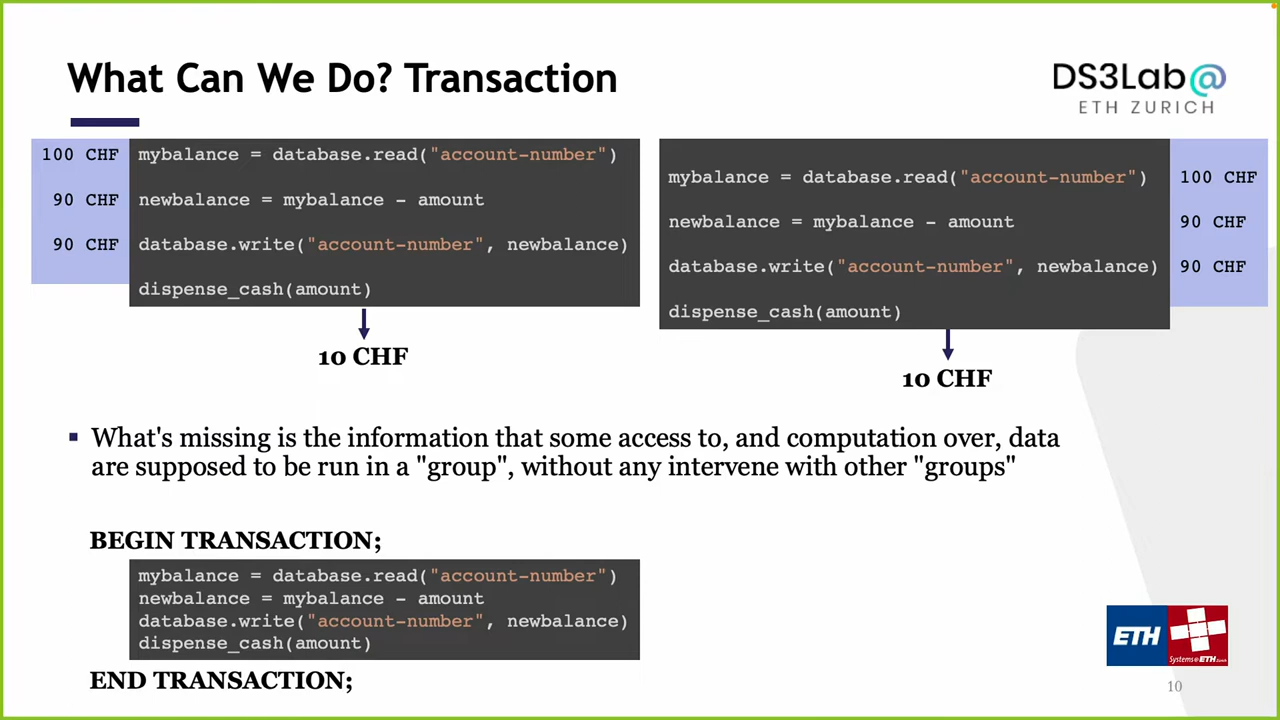 What Can We Do? Transaction
DS3Lab@
ETH ZURICH
100 CHF
90 CHF
90 CHF
mybalance = database.read("account-number")
newbalance = mybalance - amount
database.write("account-number", newbalance)
dispense_cash(amount)
10 CHF
mybalance = database.read("account-number")
newbalance = mybalance - amount
database.write("account-number", newbalance)
dispense_cash(amount)
100 CHF
90 CHF
90 CHF
10 CHF
▪ What's missing is the information that some access to, and computation over, data
are supposed to be run in a "group", without any intervene with other "groups"
BEGIN TRANSACTION;
mybalance = database.read("account-number")
newbalance = mybalance - amount
database.write("account-number", newbalance)
dispense_cash(amount)
END TRANSACTION;
ETH
Systems@ETH Zurich
10